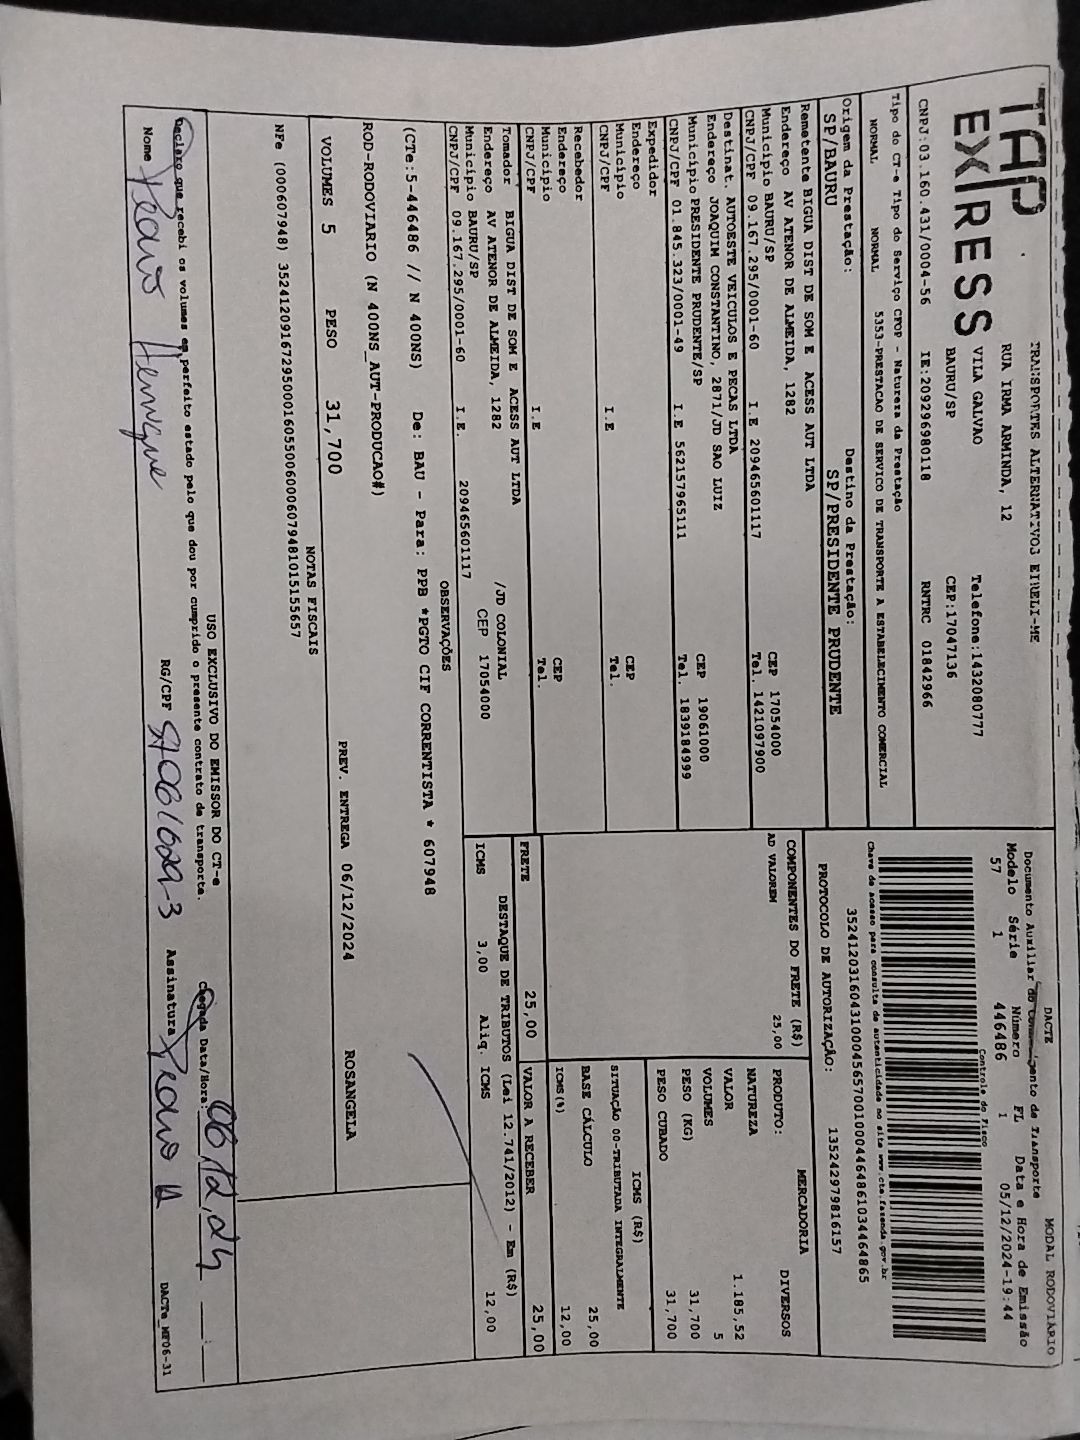 TAP
EXPRESS
TRANSPORTES ALTERNATIVOS EIRELI-ME
RUA IRMA ARMINDA, 12
VILA GALVAO Telefone:1432080777
BAURU/SP CEP:17047136
CNPJ:03.160.431/0004-56 IE:209296980118 RNTRC 01842966
Tipo do CT-e Tipo do Serviço CFOP - Natureza da Prestação
NORMAL NORMAL 5353-PRESTACAO DE SERVICO DE TRANSPORTE A ESTABELECIMENTO COMERCIAL
Origem da Prestação: Destino da Prestação:
SP/BAURU SP/PRESIDENTE PRUDENTE
DACTE MODAL RODOVIÁRIO
Documento Auxiliar do de Transporte
Modelo Série Número FL Data e Hora de Emissão
57 1 446486 1 05/12/2024-19:44
Controle do Fisco
Chave de acesso para consulta de autenticidade no site www.cte.fazenda.gov.br
35241203160431000456570010004464861034464865
PROTOCOLO DE AUTORIZAÇÃO: 135242979816157
Remetente BIGUA DIST DE SOM E ACESS AUT LTDA
Endereço AV ATENOR DE ALMEIDA, 1282
Município BAURU/SP CEP 17054000
CNPJ/CPF 09.167.295/0001-60 I.E 209465601117 Tel. 1421097900
Destinat. AUTOESTE VEICULOS E PECAS LTDA
Endereço JOAQUIM CONSTANTINO, 2871/JD SAO LUIZ
Município PRESIDENTE PRUDENTE/SP CEP 19061000
CNPJ/CPF 01.845.323/0001-49 I.E 562157965111 Tel. 1839184999
Expedidor
Endereço
Município CEP
CNPJ/CPF I.E Tel.
Recebedor
Endereço
Município CEP
CNPJ/CPF I.E Tel.
Tomador BIGUA DIST DE SOM E ACESS AUT LTDA
Endereço AV ATENOR DE ALMEIDA, 1282 /JD COLONIAL
Município BAURU/SP CEP 17054000
CNPJ/CPF 09.167.295/0001-60 I.E. 209465601117
COMPONENTES DO FRETE (R$)
AD VALOREM 25,00
FRETE 25,00
MERCADORIA
PRODUTO: DIVERSOS
NATUREZA
VALOR 1.185,52
VOLUMES 5
PESO (KG) 31,700
PESO CUBADO 31,700
ICMS (R$)
SITUAÇÃO 00-TRIBUTADA INTEGRALMENTE
BASE CÁLCULO 25,00
ICMS(%) 12,00
VALOR A RECEBER 25,00
DESTAQUE DE TRIBUTOS (Lei 12.741/2012) - Em (R$)
ICMS 3,00 Aliq. ICMS 12,00
OBSERVAÇÕES
(CTe:5-446486 // N 400NS) De: BAU - Para: PPB *PGTO CIF CORRENTISTA * 607948
ROD-RODOVIARIO (N 400NS_AUT-PRODUCAO#)
VOLUMES 5 PESO 31,700 PREV. ENTREGA 06/12/2024 ROSANGELA
NOTAS FISCAIS
NFe (000607948) 35241209167295000160550060006079481015155657
USO EXCLUSIVO DO EMISSOR DO CT-e
Declaro que recebi os volumes em perfeito estado pelo que dou por cumprido o presente contrato de transporte. Chegada Data/Hora: 06,12,24 __:__
Nome Pedro Henrique RG/CPF Assinatura Pedro H
DACTe_MF06-31